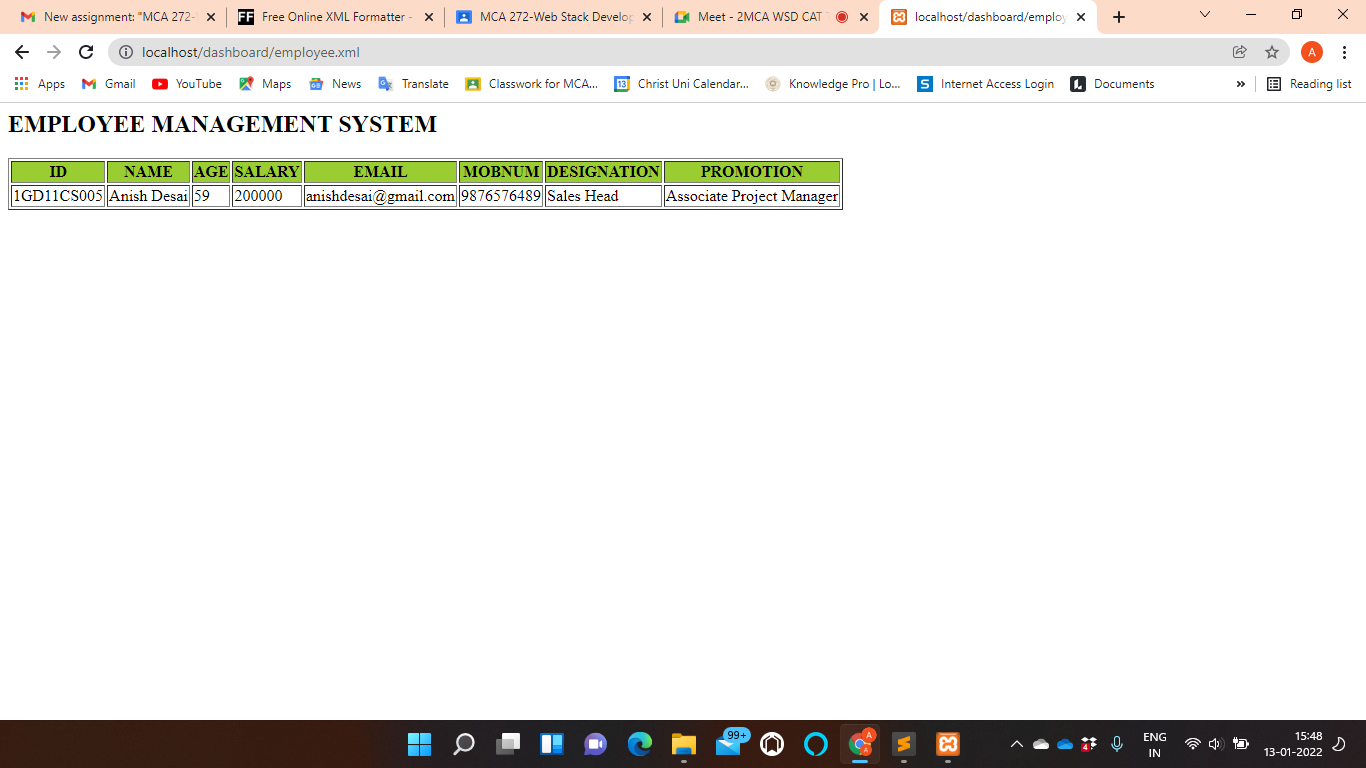 New assignment: "MCA 272-
Free Online XML Formatter -
MCA 272-Web Stack Develop
Meet - 2MCA WSD CAT
localhost/dashboard/employ
localhost/dashboard/employee.xml
A
Apps
Gmail
YouTube
Maps
News
Translate
Classwork for MCA...
Christ Uni Calendar...
Knowledge Pro | Lo...
Internet Access Login
Documents
»
Reading list
EMPLOYEE MANAGEMENT SYSTEM
ID NAME AGE SALARY EMAIL MOBNUM DESIGNATION PROMOTION
1GD11CS005 Anish Desai 59 200000 anishdesai@gmail.com 9876576489 Sales Head Associate Project Manager
99+
A
4
ENG
IN
15:48
13-01-2022